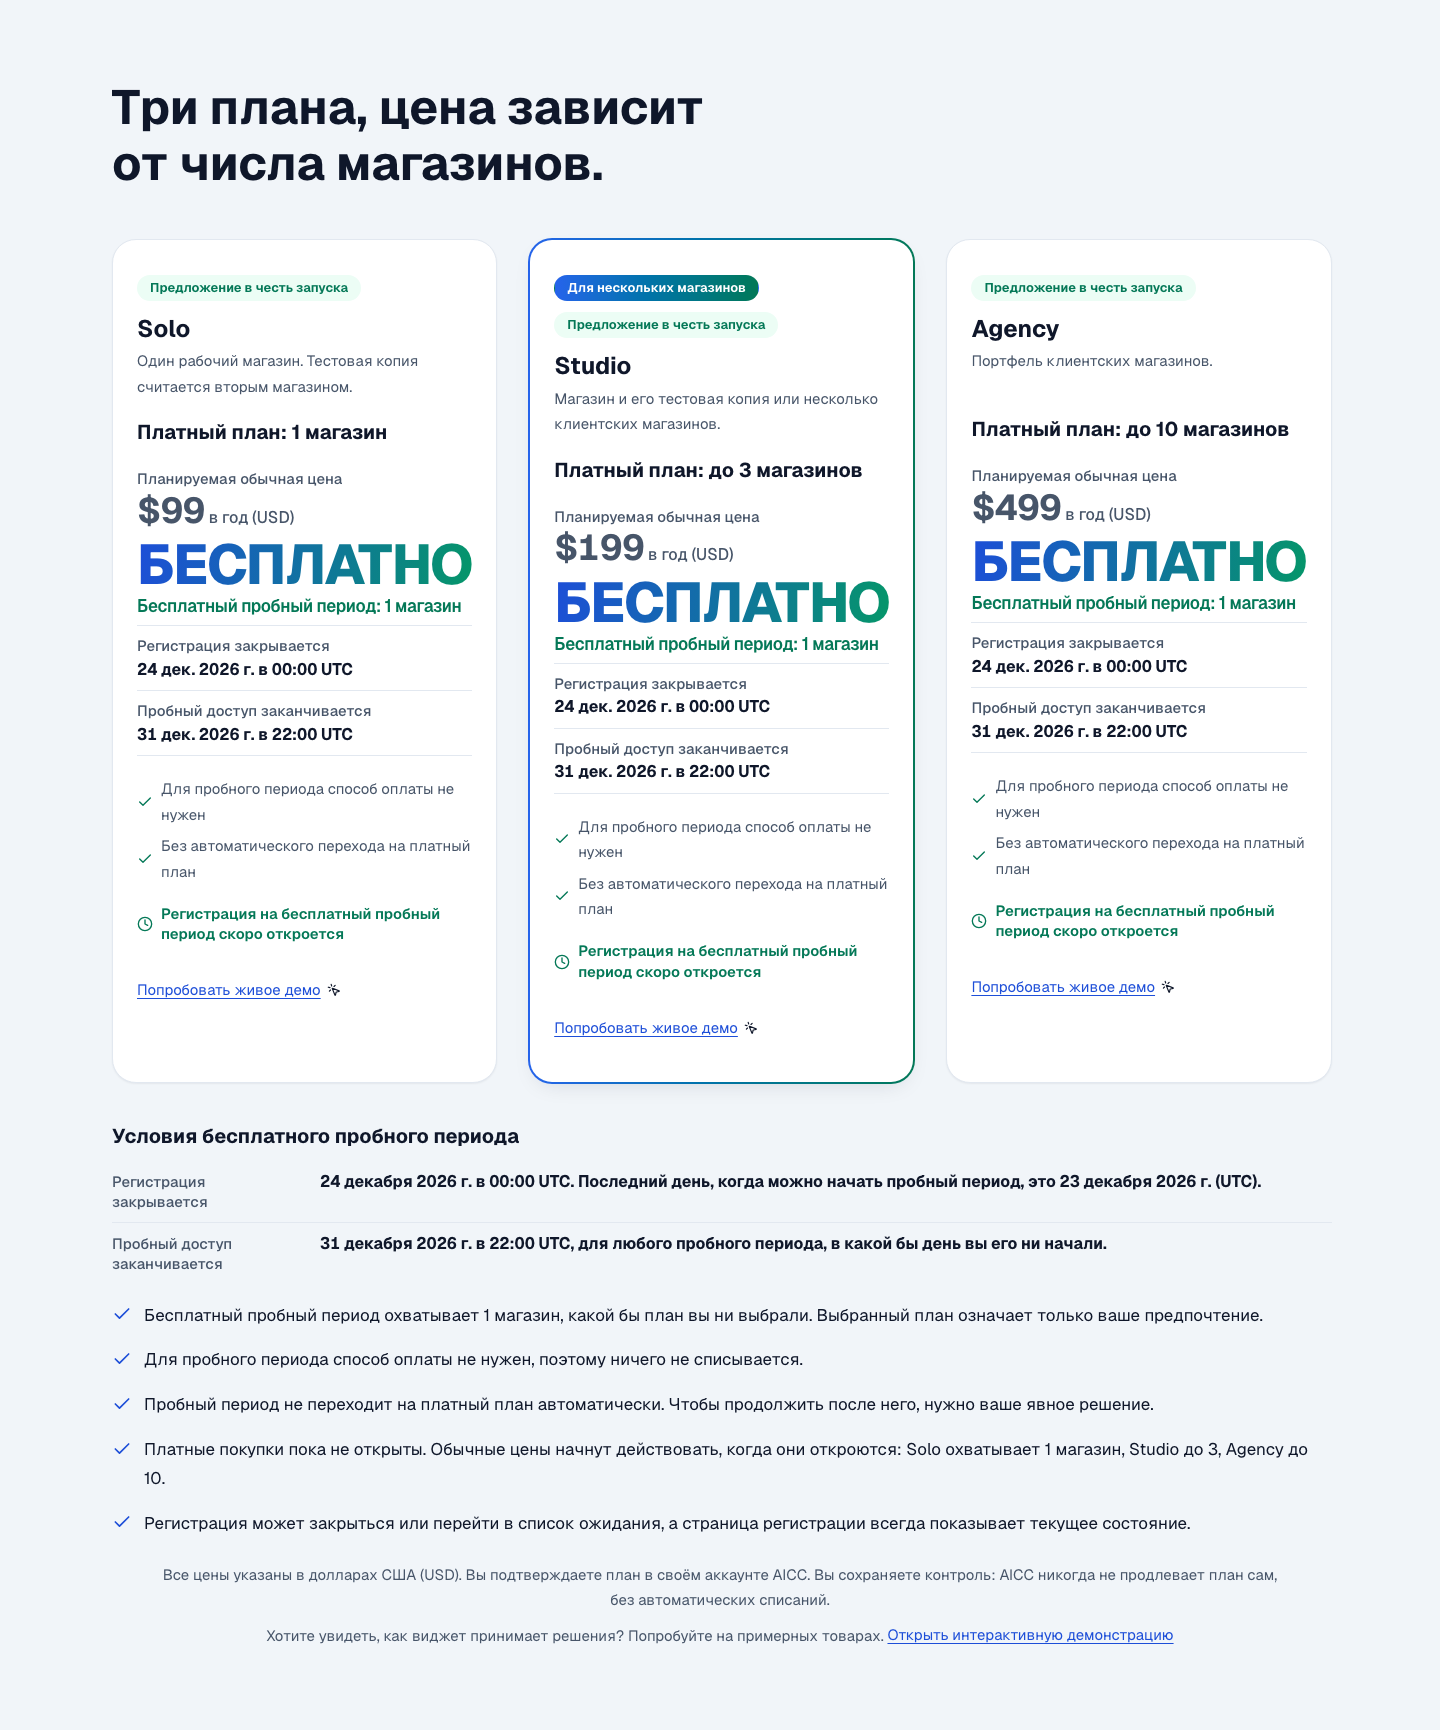 Три плана, цена зависит
от числа магазинов.
Предложение в честь запуска
Solo
Один рабочий магазин. Тестовая копия
считается вторым магазином.
Платный план: 1 магазин
Планируемая обычная цена
$99 в год (USD)
БЕСПЛАТНО
Бесплатный пробный период: 1 магазин
Регистрация закрывается
24 дек. 2026 г. в 00:00 UTC
Пробный доступ заканчивается
31 дек. 2026 г. в 22:00 UTC
Для пробного периода способ оплаты не
нужен
Без автоматического перехода на платный
план
Регистрация на бесплатный пробный
период скоро откроется
Попробовать живое демо
Для нескольких магазинов
Предложение в честь запуска
Studio
Магазин и его тестовая копия или несколько
клиентских магазинов.
Платный план: до 3 магазинов
Планируемая обычная цена
$199 в год (USD)
БЕСПЛАТНО
Бесплатный пробный период: 1 магазин
Регистрация закрывается
24 дек. 2026 г. в 00:00 UTC
Пробный доступ заканчивается
31 дек. 2026 г. в 22:00 UTC
Для пробного периода способ оплаты не
нужен
Без автоматического перехода на платный
план
Регистрация на бесплатный пробный
период скоро откроется
Попробовать живое демо
Предложение в честь запуска
Agency
Портфель клиентских магазинов.
Платный план: до 10 магазинов
Планируемая обычная цена
$499 в год (USD)
БЕСПЛАТНО
Бесплатный пробный период: 1 магазин
Регистрация закрывается
24 дек. 2026 г. в 00:00 UTC
Пробный доступ заканчивается
31 дек. 2026 г. в 22:00 UTC
Для пробного периода способ оплаты не
нужен
Без автоматического перехода на платный
план
Регистрация на бесплатный пробный
период скоро откроется
Попробовать живое демо
Условия бесплатного пробного периода
Регистрация
закрывается
24 декабря 2026 г. в 00:00 UTC. Последний день, когда можно начать пробный период, это 23 декабря 2026 г. (UTC).
Пробный доступ
заканчивается
31 декабря 2026 г. в 22:00 UTC, для любого пробного периода, в какой бы день вы его ни начали.
Бесплатный пробный период охватывает 1 магазин, какой бы план вы ни выбрали. Выбранный план означает только ваше предпочтение.
Для пробного периода способ оплаты не нужен, поэтому ничего не списывается.
Пробный период не переходит на платный план автоматически. Чтобы продолжить после него, нужно ваше явное решение.
Платные покупки пока не открыты. Обычные цены начнут действовать, когда они откроются: Solo охватывает 1 магазин, Studio до 3, Agency до
10.
Регистрация может закрыться или перейти в список ожидания, а страница регистрации всегда показывает текущее состояние.
Все цены указаны в долларах США (USD). Вы подтверждаете план в своём аккаунте AICC. Вы сохраняете контроль: AICC никогда не продлевает план сам,
без автоматических списаний.
Хотите увидеть, как виджет принимает решения? Попробуйте на примерных товарах. Открыть интерактивную демонстрацию